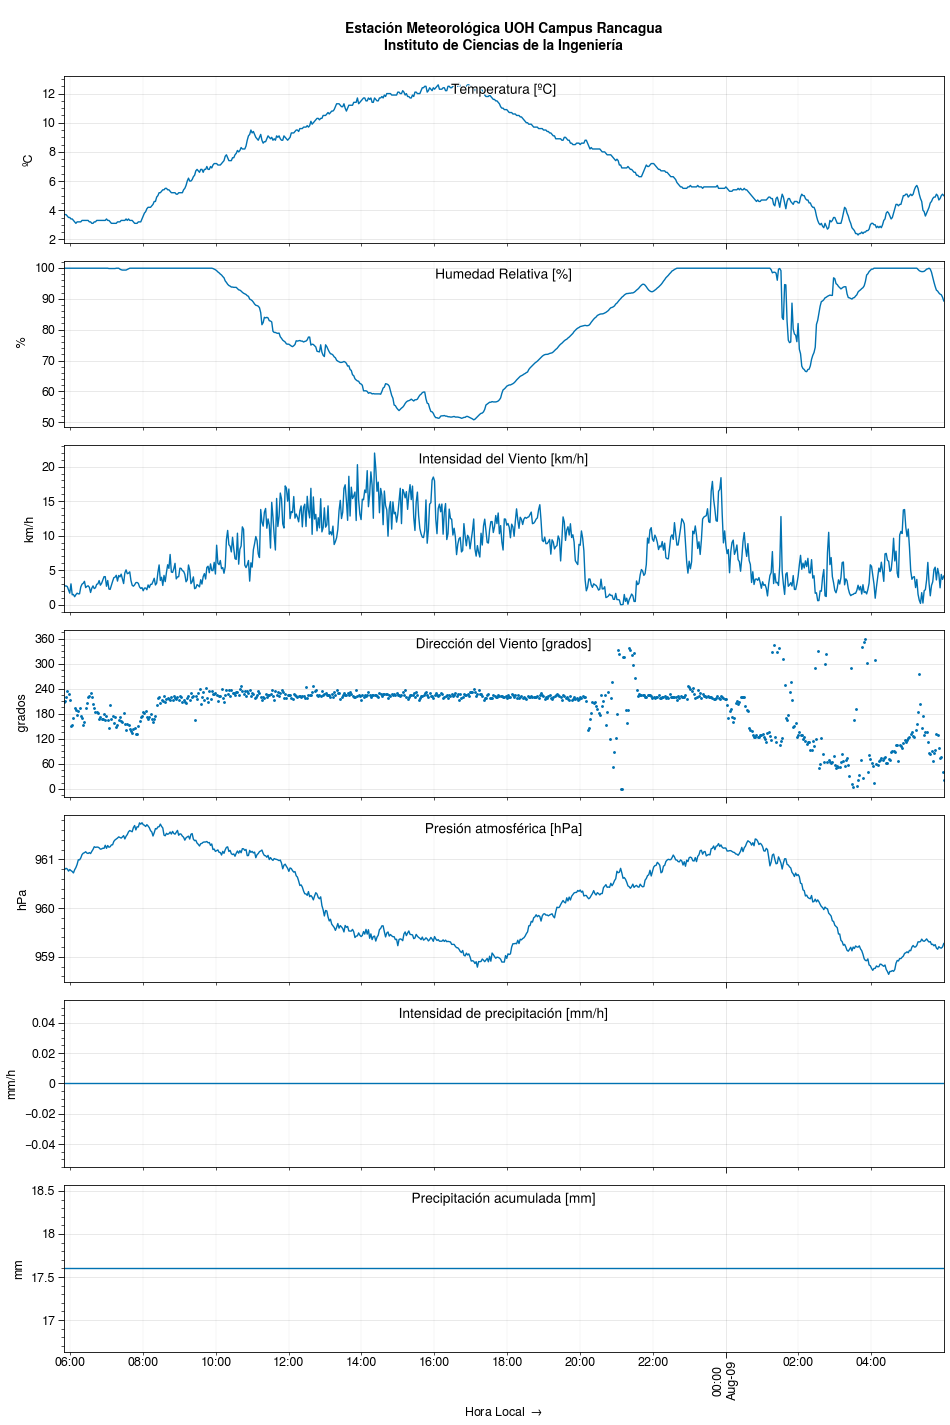 Estación Meteorológica UOH Campus Rancagua
Instituto de Ciencias de la Ingeniería
Temperatura [ºC]
12
10
8
6
4
2
ºC
Humedad Relativa [%]
100
90
80
70
60
50
%
Intensidad del Viento [km/h]
20
15
10
5
0
km/h
Dirección del Viento [grados]
360
300
240
180
120
60
0
grados
Presión atmosférica [hPa]
961
960
959
hPa
Intensidad de precipitación [mm/h]
0.04
0.02
0
−0.02
−0.04
mm/h
Precipitación acumulada [mm]
18.5
18
17.5
17
mm
06:00 08:00 10:00 12:00 14:00 16:00 18:00 20:00 22:00 00:00 02:00 04:00
Aug-09
Hora Local →